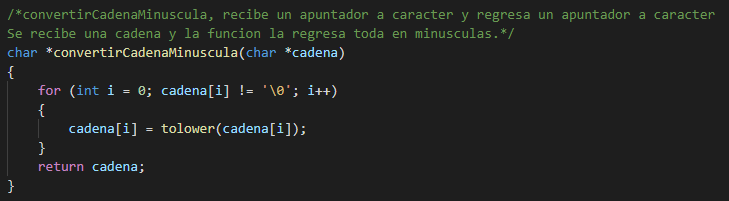 /*convertirCadenaMinuscula, recibe un apuntador a caracter y regresa un apuntador a caracter
Se recibe una cadena y la funcion la regresa toda en minusculas.*/
char *convertirCadenaMinuscula(char *cadena)
{
    for (int i = 0; cadena[i] != '\0'; i++)
    {
        cadena[i] = tolower(cadena[i]);
    }
    return cadena;
}